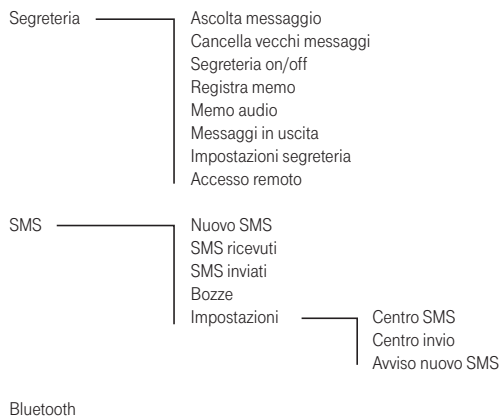 Segreteria Ascolta messaggio
Cancella vecchi messaggi
Segreteria on/off
Registra memo
Memo audio
Messaggi in uscita
Impostazioni segreteria
Accesso remoto
SMS Nuovo SMS
SMS ricevuti
SMS inviati
Bozze
Impostazioni Centro SMS
Centro invio
Avviso nuovo SMS
Bluetooth